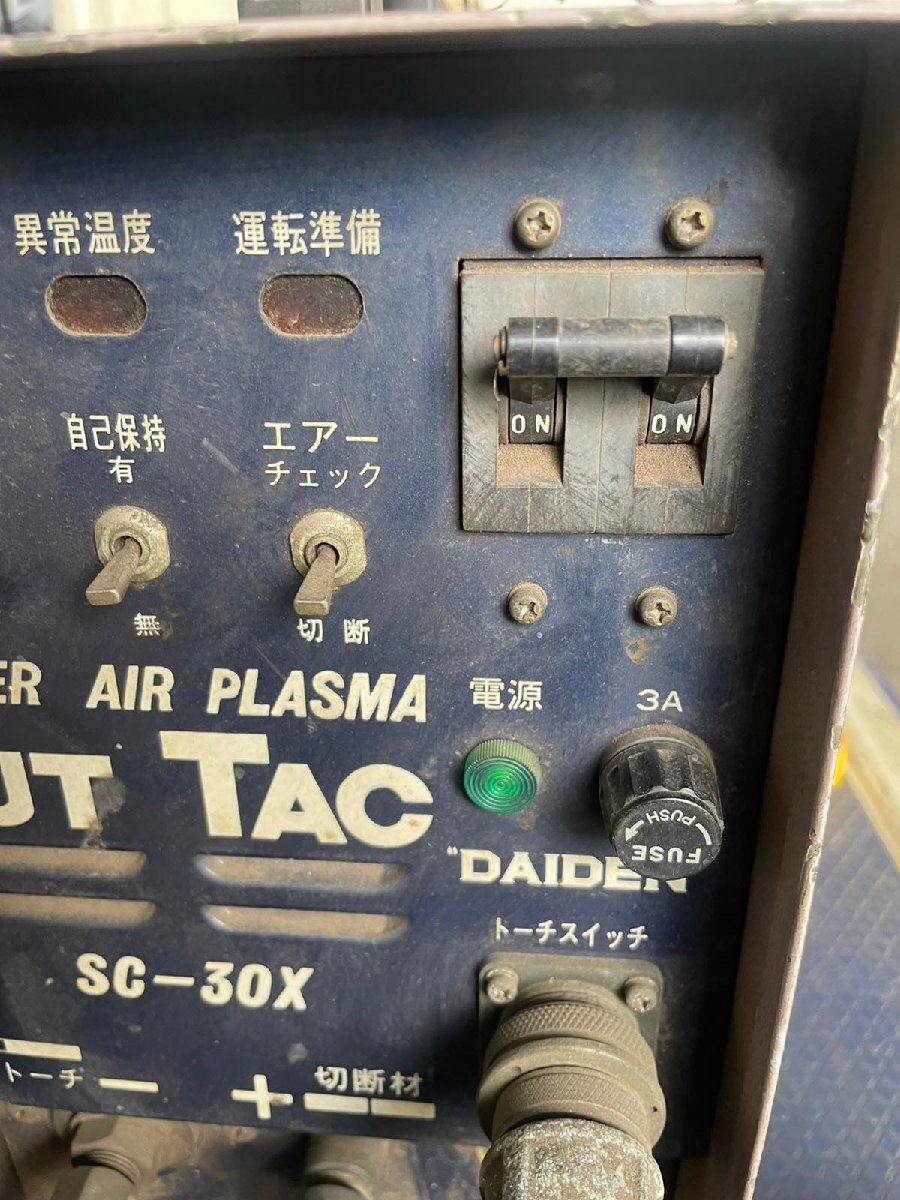 異常温度
運転準備
自己保持
有
無
エアー
チェック
切断
ON
ON
ER AIR PLASMA
UT TAC
電源
3A
FUSE
PUSH
"DAIDEN
トーチスイッチ
SC-30X
トーチ −
+ 切断材